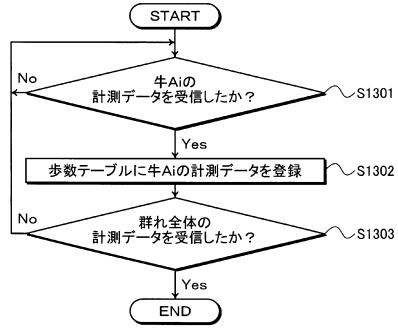 START
No
牛Aiの
計測データを受信したか？
S1301
Yes
歩数テーブルに牛Aiの計測データを登録
S1302
No
群れ全体の
計測データを受信したか？
S1303
Yes
END